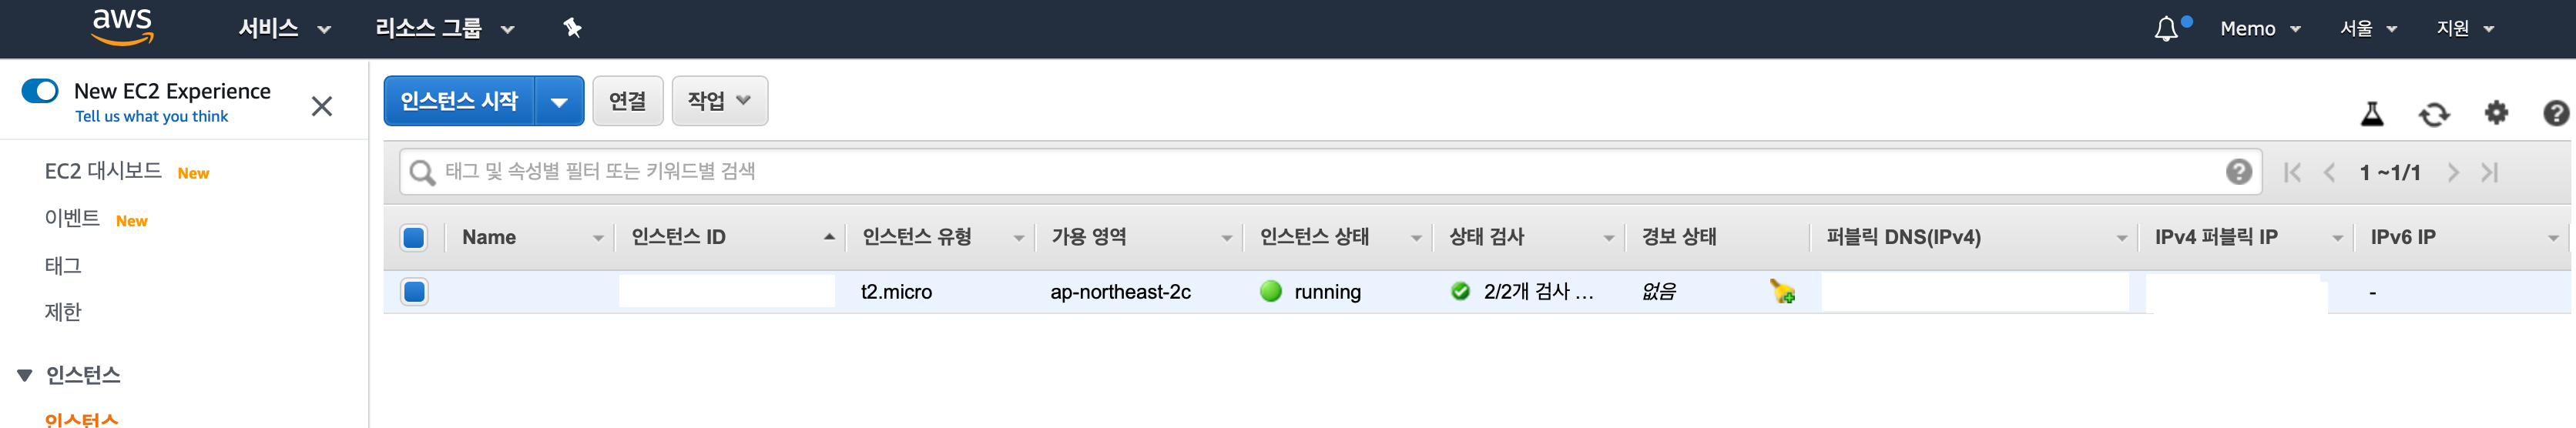 aws 서비스 리소스 그룹 Memo 서울 지원
New EC2 Experience
Tell us what you think
인스턴스 시작 연결 작업
태그 및 속성별 필터 또는 키워드별 검색 1 ~1/1
EC2 대시보드 New
이벤트 New
태그
제한
인스턴스
인스턴스
Name 인스턴스 ID 인스턴스 유형 가용 영역 인스턴스 상태 상태 검사 경보 상태 퍼블릭 DNS(IPv4) IPv4 퍼블릭 IP IPv6 IP
t2.micro ap-northeast-2c running 2/2개 검사 ... 없음 -